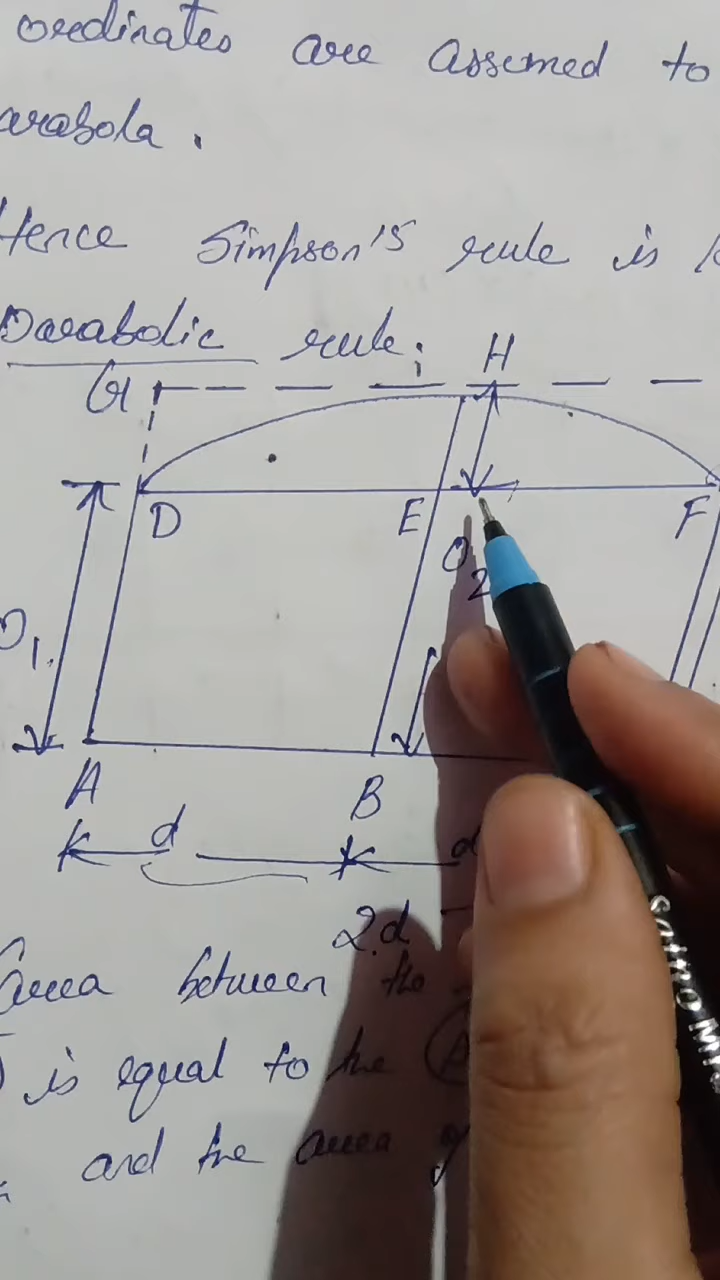 ordinates are assumed to
arabola.
Hence Simpson's rule is
Parabolic rule.
G H
D E F
O2
O1
A B
d d
2d
area between the
is equal to the
and the area